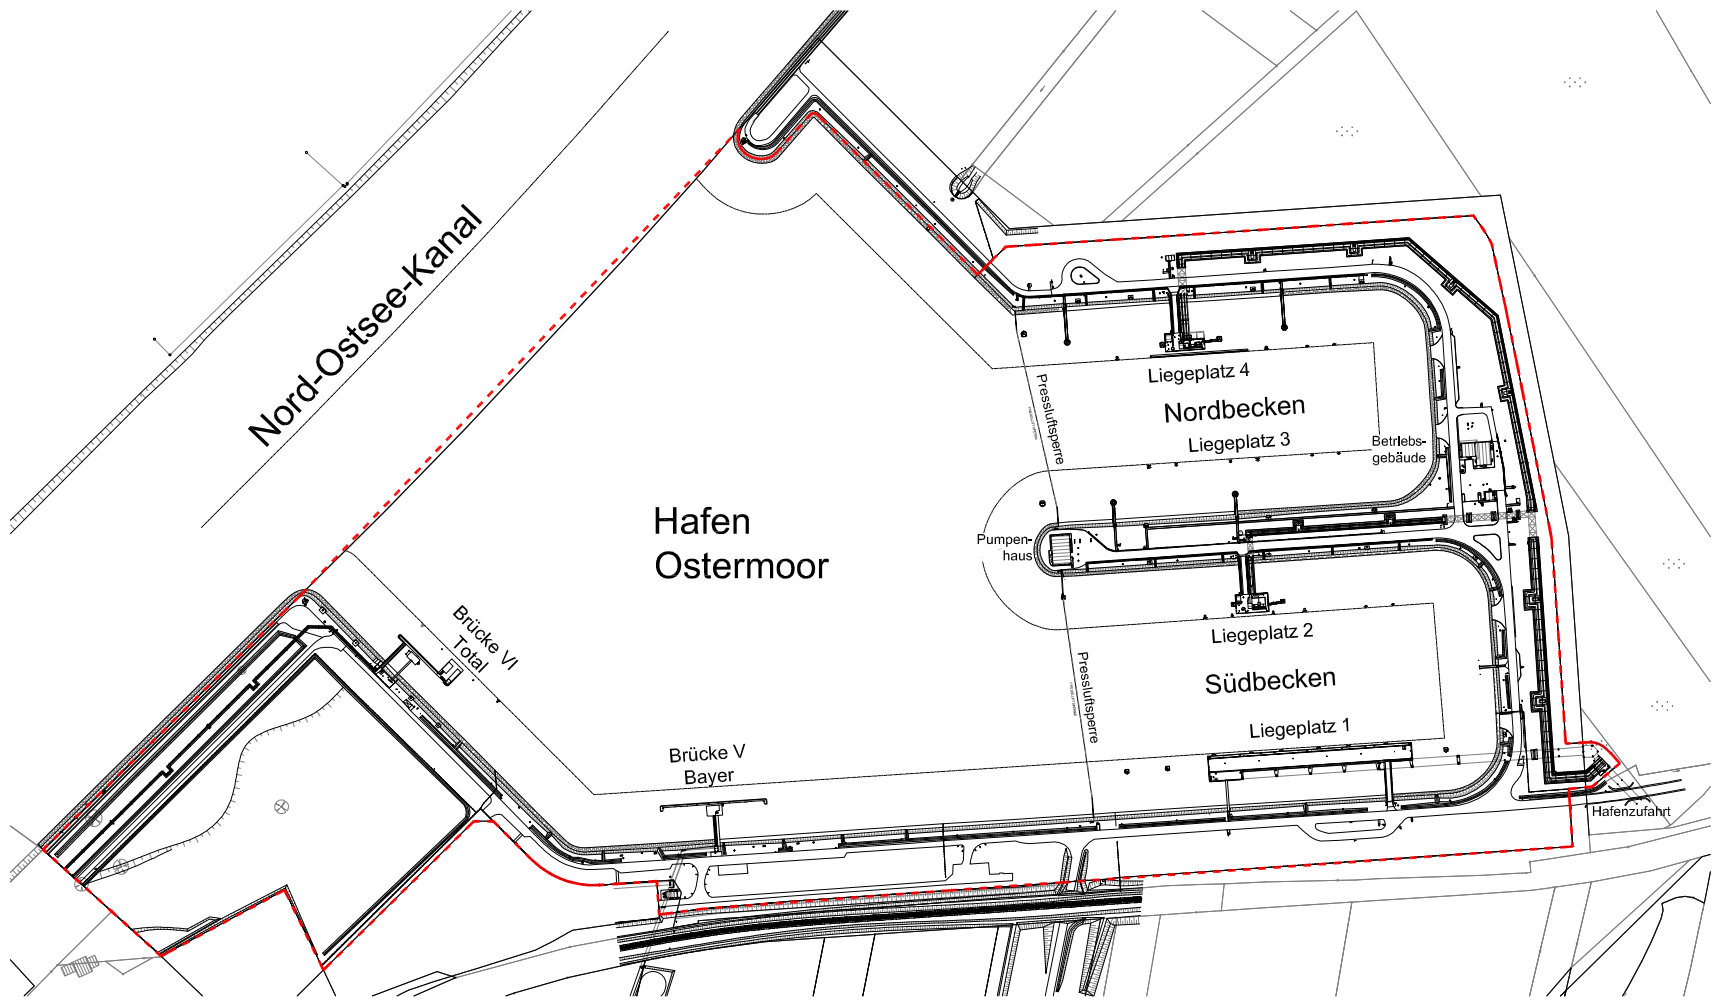 Nord-Ostsee-Kanal
Hafen
Ostermoor
Brücke VI
Total
Brücke V
Bayer
Pressluftsperre
Liegeplatz 4
Nordbecken
Liegeplatz 3
Betriebs-
gebäude
Pumpen-
haus
Liegeplatz 2
Südbecken
Liegeplatz 1
Pressluftsperre
Hafenzufahrt